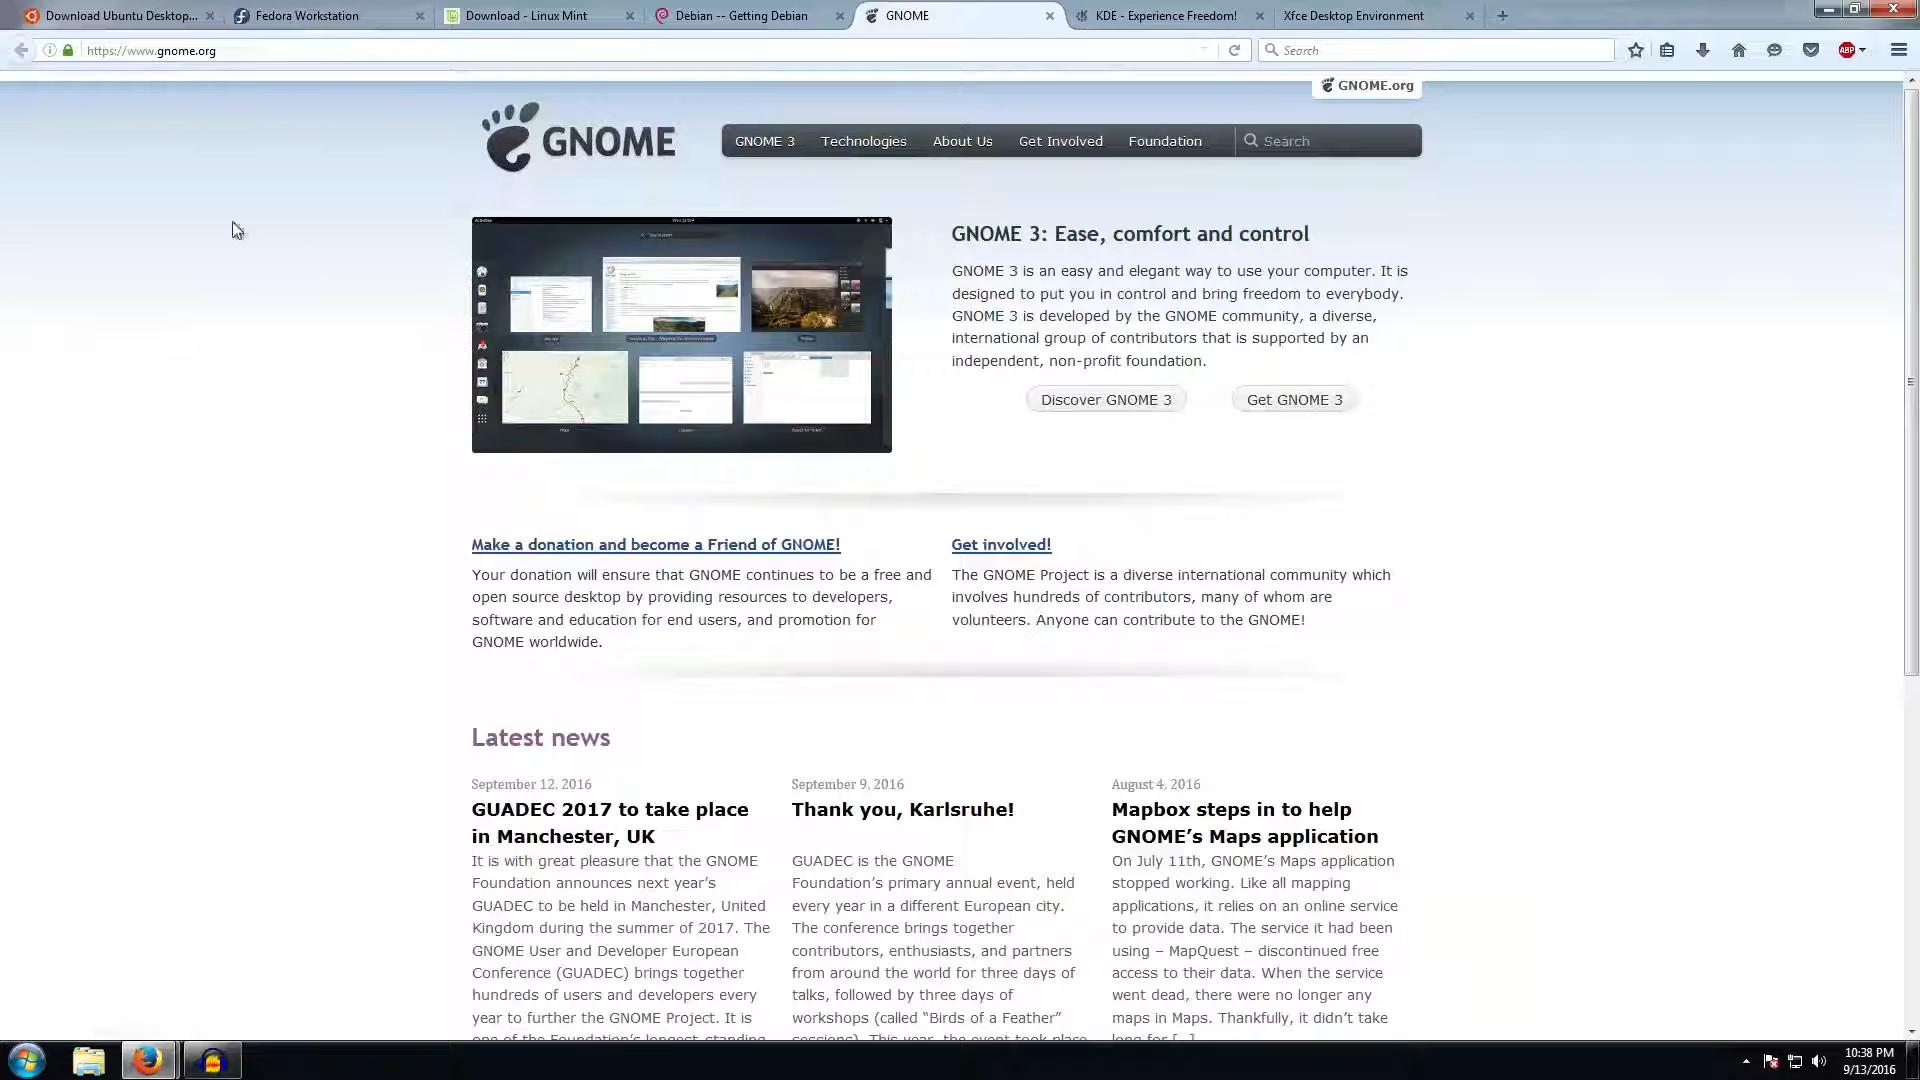 Download Ubuntu Desktop...
Fedora Workstation
Download - Linux Mint
Debian -- Getting Debian
GNOME
KDE - Experience Freedom!
Xfce Desktop Environment
https://www.gnome.org
Search
ABP
GNOME.org
GNOME
GNOME 3
Technologies
About Us
Get Involved
Foundation
Search
GNOME 3: Ease, comfort and control
GNOME 3 is an easy and elegant way to use your computer. It is
designed to put you in control and bring freedom to everybody.
GNOME 3 is developed by the GNOME community, a diverse,
international group of contributors that is supported by an
independent, non-profit foundation.
Discover GNOME 3
Get GNOME 3
Make a donation and become a Friend of GNOME!
Your donation will ensure that GNOME continues to be a free and
open source desktop by providing resources to developers,
software and education for end users, and promotion for
GNOME worldwide.
Get involved!
The GNOME Project is a diverse international community which
involves hundreds of contributors, many of whom are
volunteers. Anyone can contribute to the GNOME!
Latest news
September 12, 2016
GUADEC 2017 to take place
in Manchester, UK
It is with great pleasure that the GNOME
Foundation announces next year’s
GUADEC to be held in Manchester, United
Kingdom during the summer of 2017. The
GNOME User and Developer European
Conference (GUADEC) brings together
hundreds of users and developers every
year to further the GNOME Project. It is
one of the Foundation’s longest-standing
September 9, 2016
Thank you, Karlsruhe!
GUADEC is the GNOME
Foundation’s primary annual event, held
every year in a different European city.
The conference brings together
contributors, enthusiasts, and partners
from around the world for three days of
talks, followed by three days of
workshops (called “Birds of a Feather”
sessions). This year, the event took place
August 4, 2016
Mapbox steps in to help
GNOME’s Maps application
On July 11th, GNOME’s Maps application
stopped working. Like all mapping
applications, it relies on an online service
to provide data. The service it had been
using – MapQuest – discontinued free
access to their data. When the service
went dead, there were no longer any
maps in Maps. Thankfully, it didn’t take
long for [...]
10:38 PM
9/13/2016